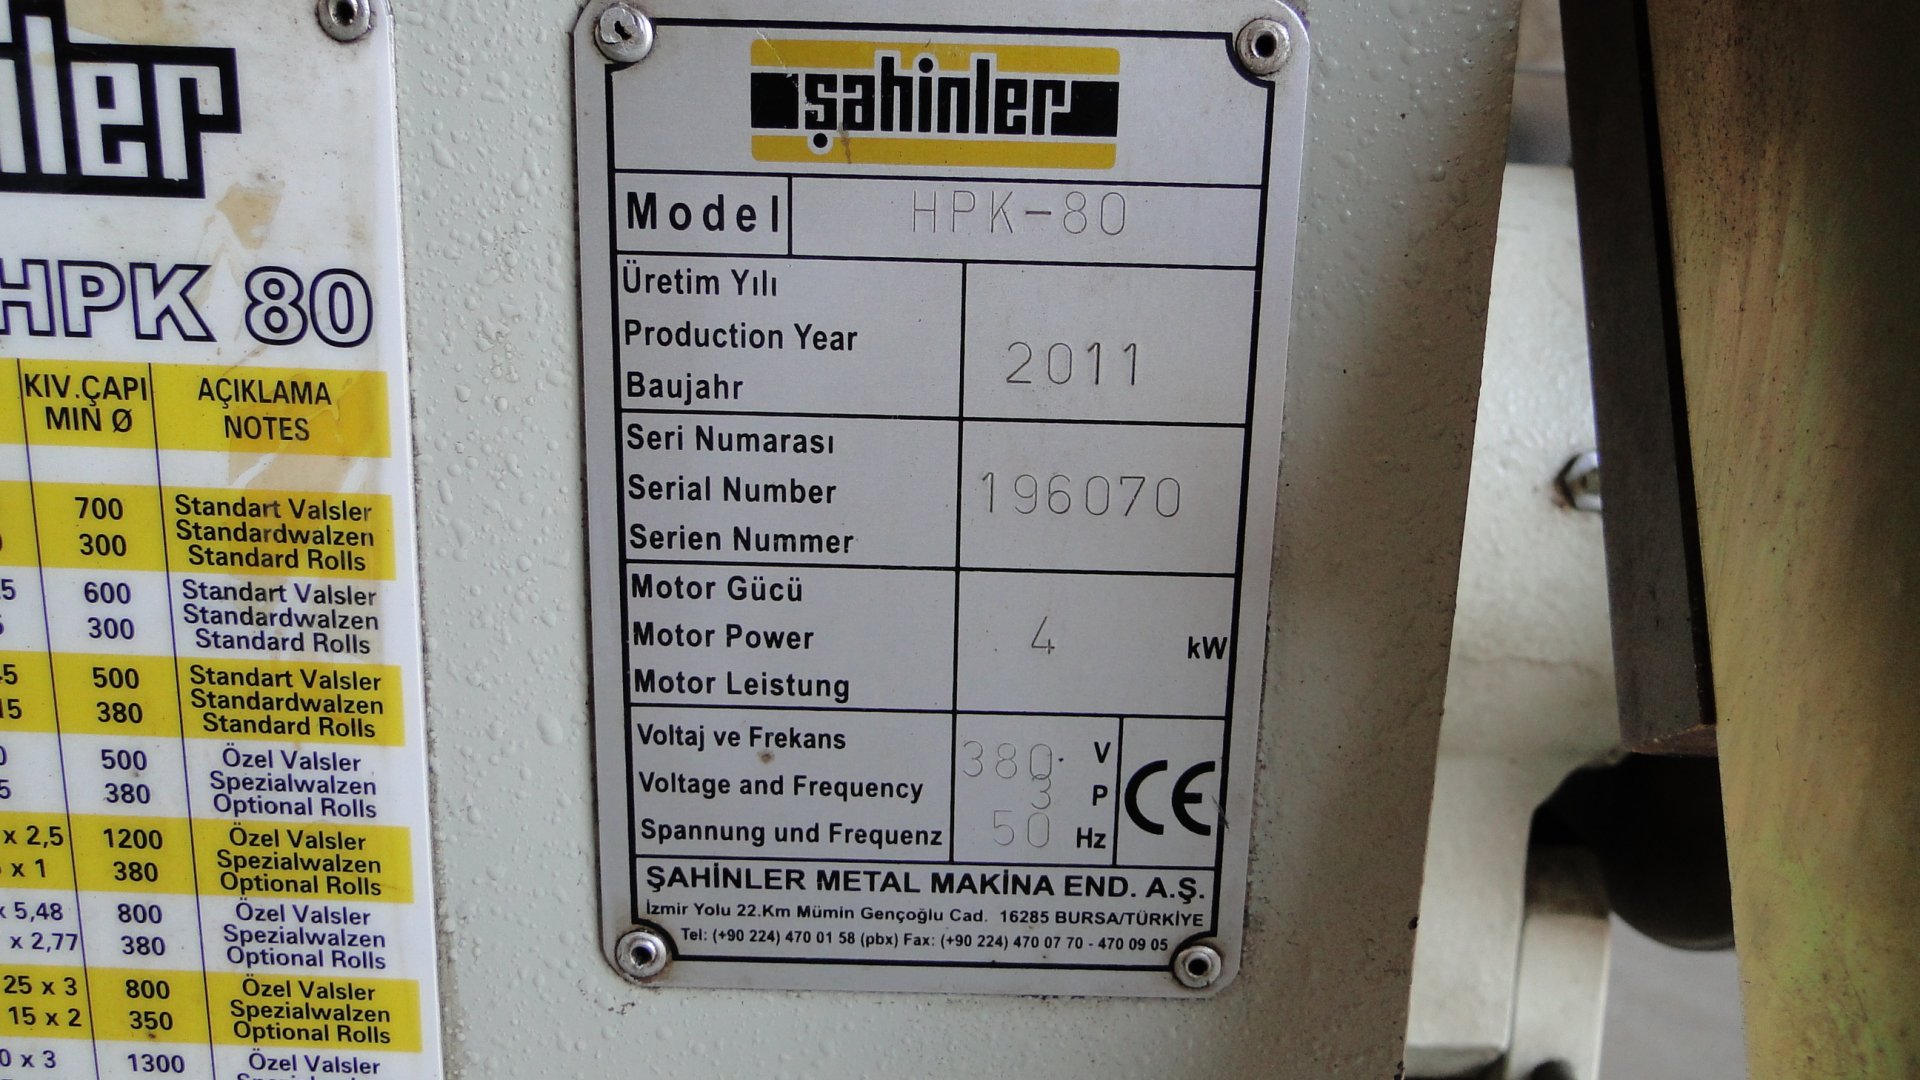 HPK 80
KIV.ÇAPI AÇIKLAMA
MIN Ø NOTES
700 Standart Valsler
Standardwalzen
300 Standard Rolls
600 Standart Valsler
Standardwalzen
300 Standard Rolls
500 Standart Valsler
Standardwalzen
380 Standard Rolls
500 Özel Valsler
Spezialwalzen
380 Optional Rolls
x 2,5 1200 Özel Valsler
Spezialwalzen
x 1 380 Optional Rolls
x 5,48 800 Özel Valsler
Spezialwalzen
x 2,77 380 Optional Rolls
25 x 3 800 Özel Valsler
Spezialwalzen
15 x 2 350 Optional Rolls
x 3 1300 Özel Valsler
şahinler
Model HPK-80
Üretim Yılı
Production Year 2011
Baujahr
Seri Numarası
Serial Number 196070
Serien Nummer
Motor Gücü
Motor Power 4 kW
Motor Leistung
Voltaj ve Frekans 380 V
Voltage and Frequency 3 P
Spannung und Frequenz 50 Hz
CE
ŞAHİNLER METAL MAKİNA END. A.Ş.
İzmir Yolu 22.Km Mümin Gençoğlu Cad. 16285 BURSA/TÜRKİYE
Tel: (+90 224) 470 01 58 (pbx) Fax: (+90 224) 470 07 70 - 470 09 05